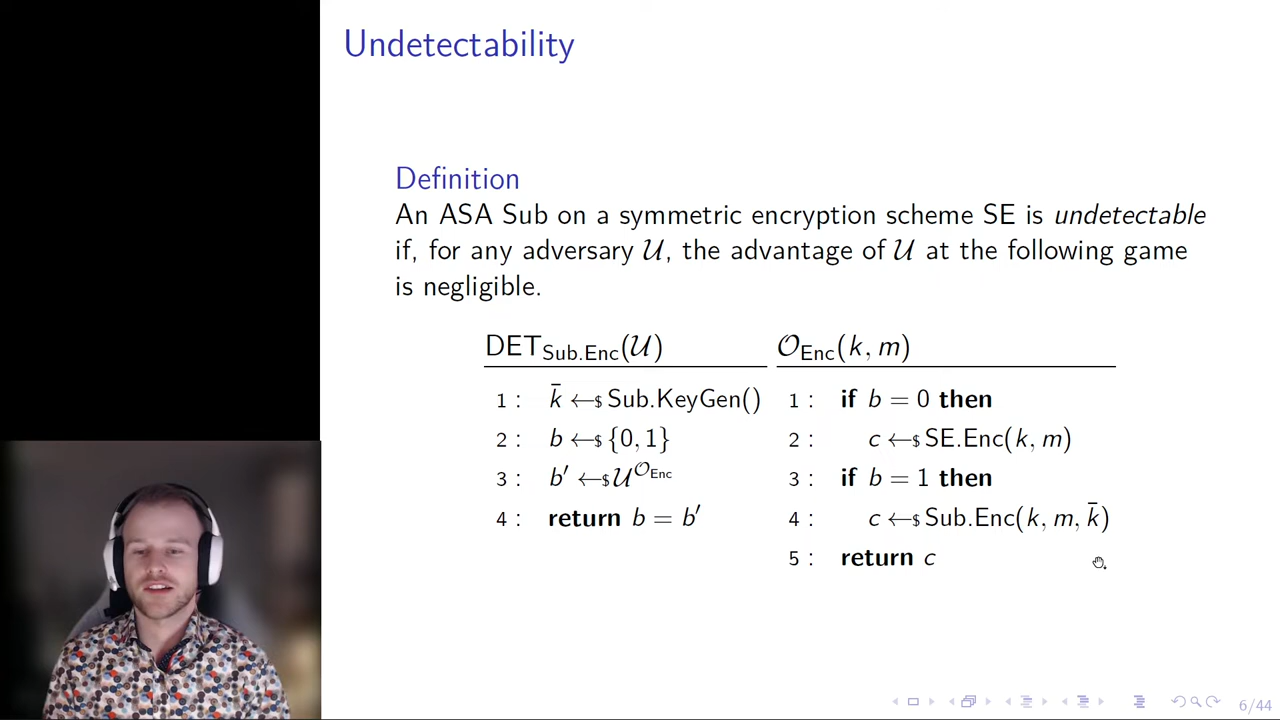 Undetectability
Definition
An ASA Sub on a symmetric encryption scheme SE is undetectable
if, for any adversary 𝒰, the advantage of 𝒰 at the following game
is negligible.
DET_Sub.Enc(𝒰)
1 : k̄ ←$ Sub.KeyGen()
2 : b ←$ {0, 1}
3 : b′ ←$ 𝒰^𝒪_Enc
4 : return b = b′
𝒪_Enc(k, m)
1 : if b = 0 then
2 : c ←$ SE.Enc(k, m)
3 : if b = 1 then
4 : c ←$ Sub.Enc(k, m, k̄)
5 : return c
6/44